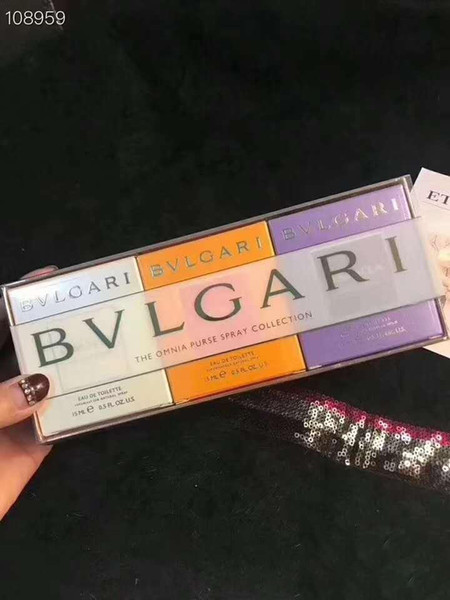 108959
ET
BVLGARI
BVLGARI
BVLGARI
BVLGARI
THE OMNIA PURSE SPRAY COLLECTION
EAU DE TOILETTE
15 ML ℮ 0.5 FL.OZ. U.S.
EAU DE TOILETTE
15 ML ℮ 0.5 FL.OZ. U.S.